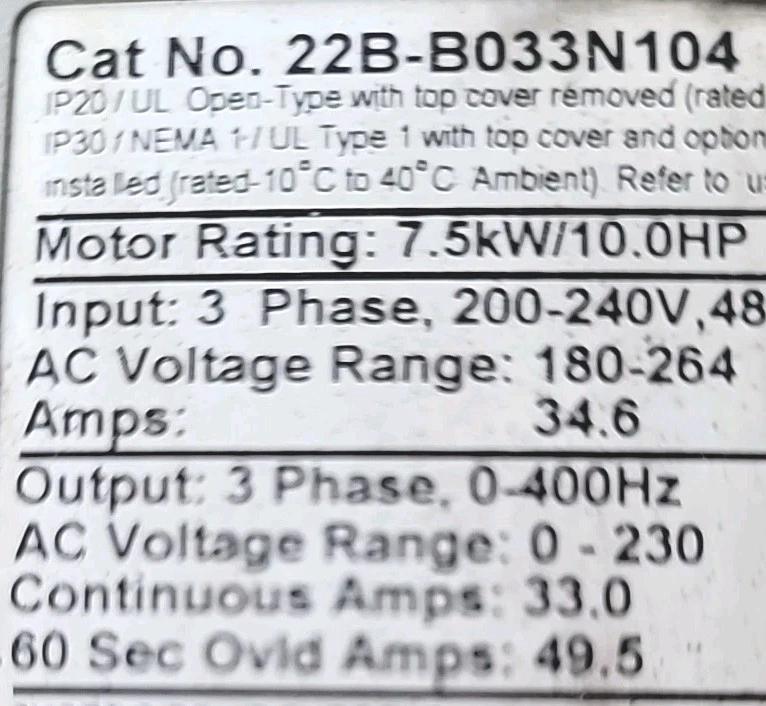 Cat No. 22B-B033N104
IP20/UL Open-Type with top cover removed (rated
IP30/NEMA 1/UL Type 1 with top cover and option
installed (rated-10°C to 40°C Ambient). Refer to u
Motor Rating: 7.5kW/10.0HP
Input: 3 Phase, 200-240V,48
AC Voltage Range: 180-264
Amps: 34.6
Output: 3 Phase, 0-400Hz
AC Voltage Range: 0 - 230
Continuous Amps: 33.0
60 Sec Ovld Amps: 49.5